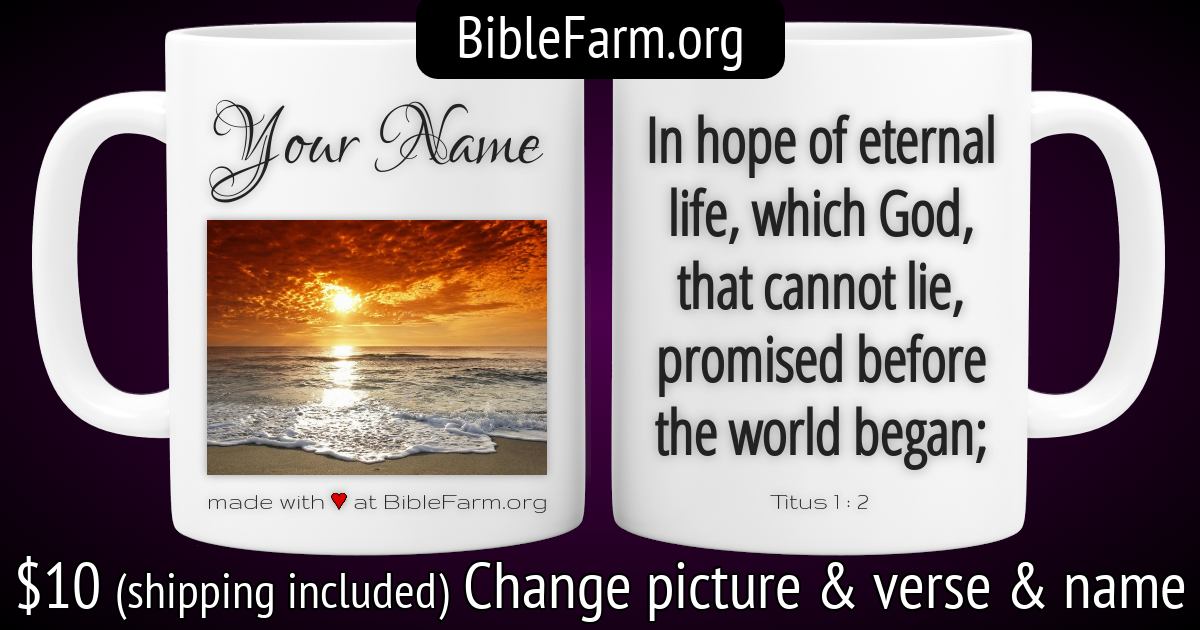 BibleFarm.org
Your Name
made with ♥ at BibleFarm.org
In hope of eternal
life, which God,
that cannot lie,
promised before
the world began;
Titus 1 : 2
$10 (shipping included) Change picture & verse & name